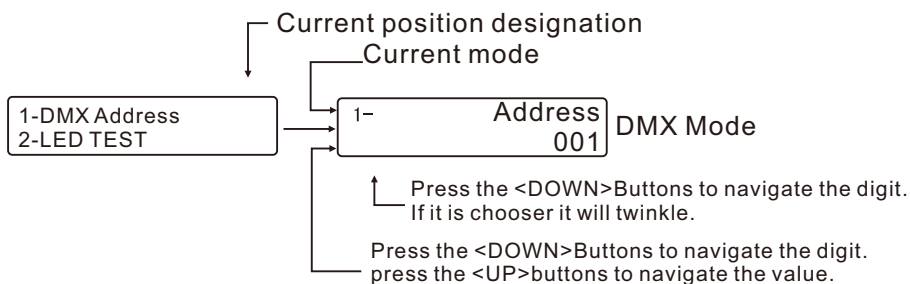 Current position designation
Current mode
1-DMX Address
2-LED TEST
1- Address
001
DMX Mode
Press the <DOWN>Buttons to navigate the digit.
If it is chooser it will twinkle.
Press the <DOWN>Buttons to navigate the digit.
press the <UP>buttons to navigate the value.